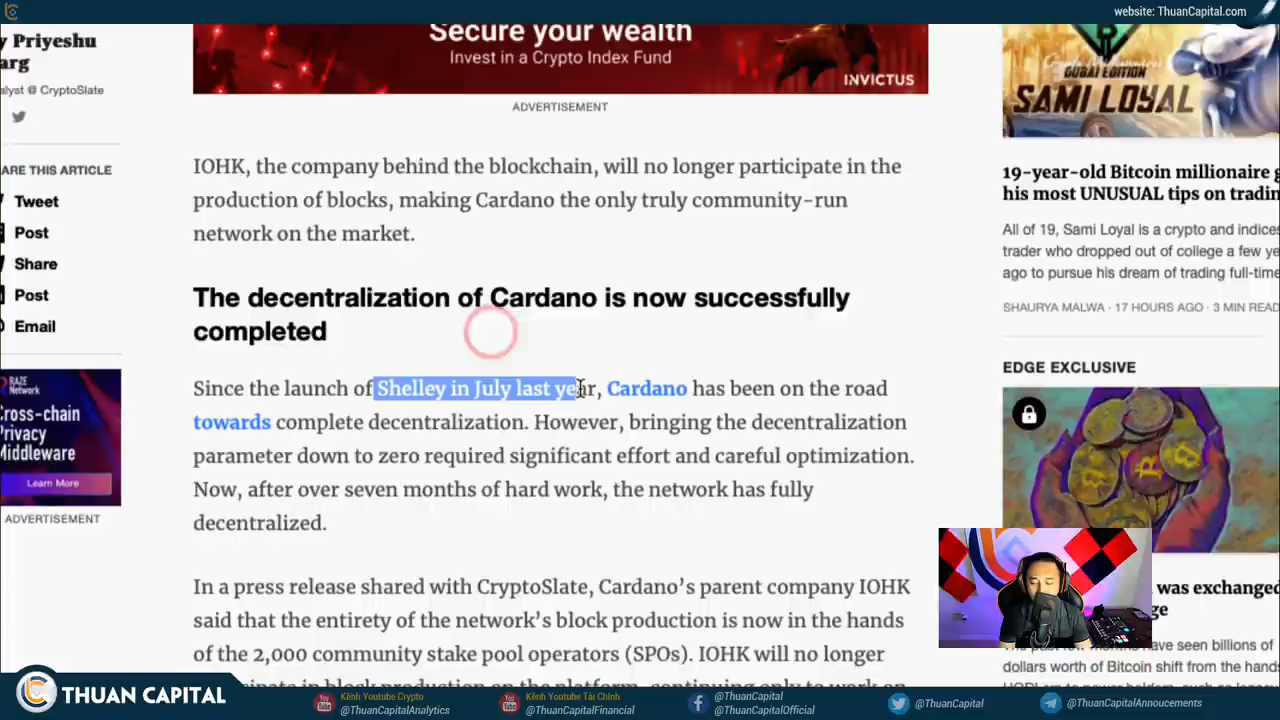 website: ThuanCapital.com
y Priyeshu
arg
alyst @ CryptoSlate
ARE THIS ARTICLE
Tweet
Post
Share
Post
Email
RAZE
Network
Cross-chain
Privacy
Middleware
Learn More
ADVERTISEMENT
Secure your wealth
Invest in a Crypto Index Fund
INVICTUS
ADVERTISEMENT
IOHK, the company behind the blockchain, will no longer participate in the
production of blocks, making Cardano the only truly community-run
network on the market.
The decentralization of Cardano is now successfully
completed
Since the launch of Shelley in July last year, Cardano has been on the road
towards complete decentralization. However, bringing the decentralization
parameter down to zero required significant effort and careful optimization.
Now, after over seven months of hard work, the network has fully
decentralized.
In a press release shared with CryptoSlate, Cardano's parent company IOHK
said that the entirety of the network's block production is now in the hands
of the 2,000 community stake pool operators (SPOs). IOHK will no longer
DUBAI EDITION
SAMI LOYAL
19-year-old Bitcoin millionaire g
his most UNUSUAL tips on tradin
All of 19, Sami Loyal is a crypto and indices
trader who dropped out of college a few ye
ago to pursue his dream of trading full-time
SHAURYA MALWA · 17 HOURS AGO · 3 MIN READ
EDGE EXCLUSIVE
was exchanged
ge
have seen billions of
dollars worth of Bitcoin shift from the hand
THUAN CAPITAL
Kênh Youtube Crypto
@ThuanCapitalAnalytics
Kênh Youtube Tài Chính
@ThuanCapitalFinancial
@ThuanCapital
@ThuanCapitalOfficial
@ThuanCapital
@ThuanCapitalAnnoucements